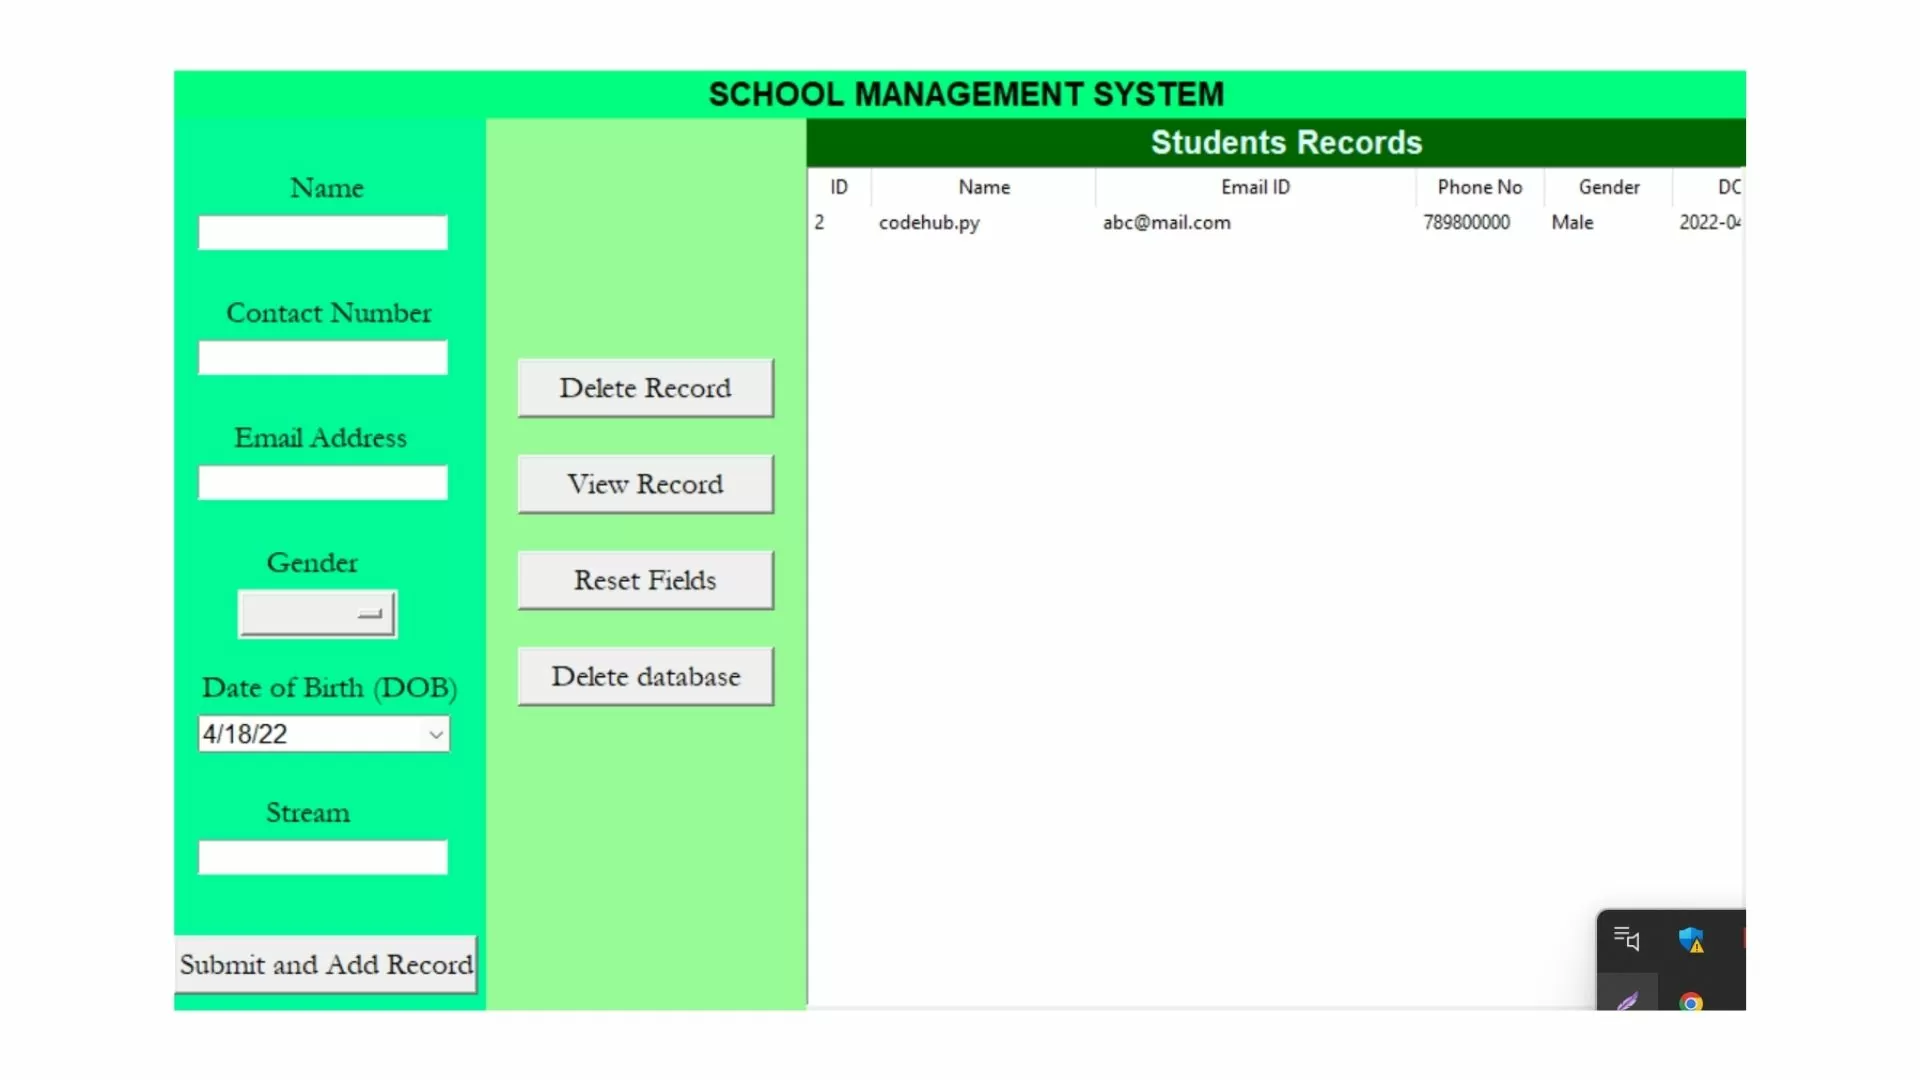 SCHOOL MANAGEMENT SYSTEM
Name
Contact Number
Email Address
Gender
Date of Birth (DOB)
4/18/22
Stream
Submit and Add Record
Delete Record
View Record
Reset Fields
Delete database
Students Records
ID Name Email ID Phone No Gender DO
2 codehub.py abc@mail.com 789800000 Male 2022-04